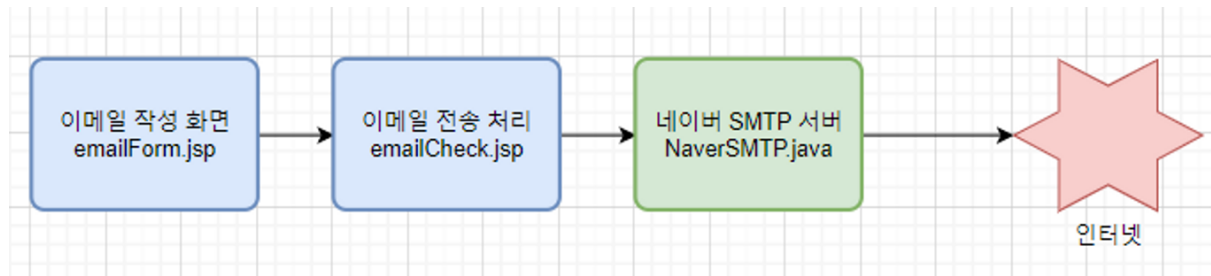 이메일 작성 화면
emailForm.jsp
이메일 전송 처리
emailCheck.jsp
네이버 SMTP 서버
NaverSMTP.java
인터넷